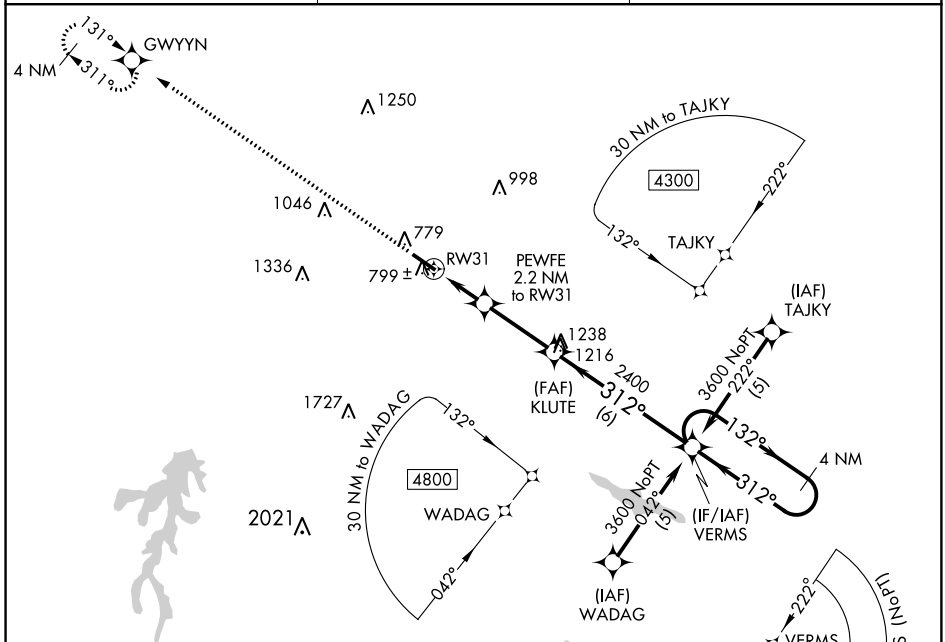 131°
GWYYN
4 NM
311°
1250
30 NM to TAJKY
998
4300
222°
1046
132°
TAJKY
779
RW31
PEWFE
2.2 NM
to RW31
799 ±
1336
(IAF)
TAJKY
1238
1216
3600 NoPT
222°
(5)
(FAF)
KLUTE
2400
312°
(6)
1727
30 NM to WADAG
132°
132°
4 NM
312°
4800
WADAG
3600 NoPT
042°
(5)
(IF/IAF)
VERMS
2021
042°
(IAF)
WADAG
222°
(NoPT)
VERMS